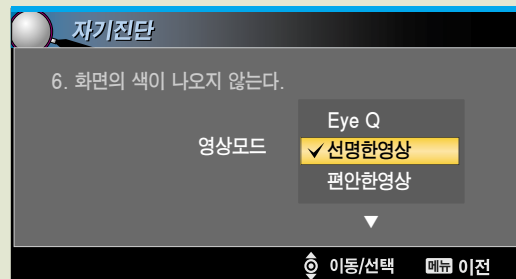 자기진단
6. 화면의 색이 나오지 않는다.
Eye Q
영상모드 ✓선명한영상
편안한영상
▼
이동/선택 메뉴 이전